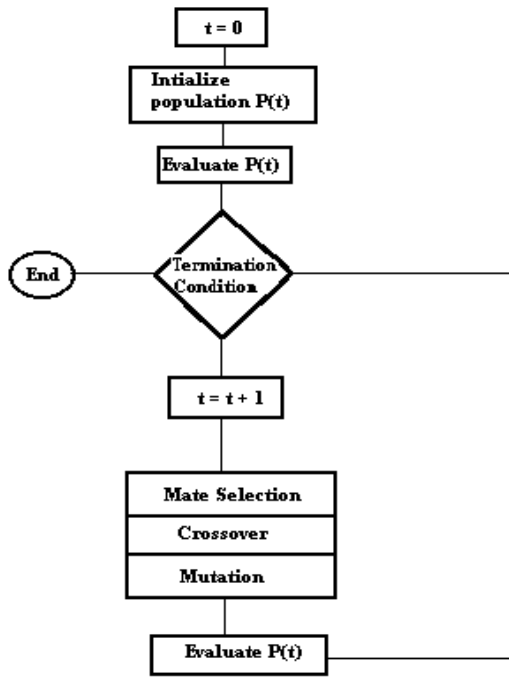 t = 0
Intialize
population P(t)
Evaluate P(t)
End
Termination
Condition
t = t + 1
Mate Selection
Crossover
Mutation
Evaluate P(t)